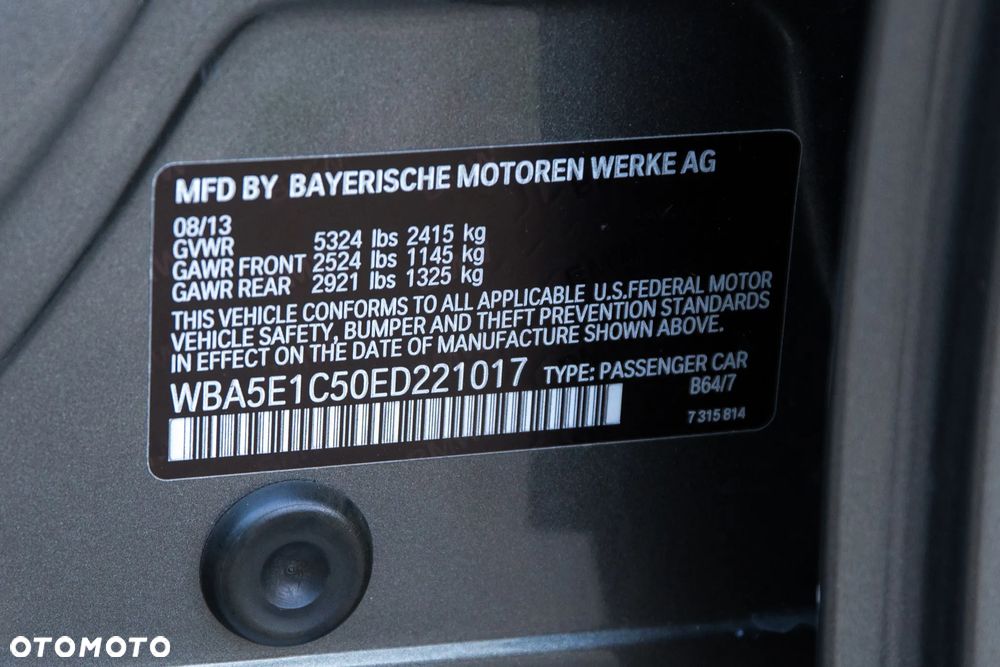 MFD BY BAYERISCHE MOTOREN WERKE AG
08/13
GVWR 5324 lbs 2415 kg
GAWR FRONT 2524 lbs 1145 kg
GAWR REAR 2921 lbs 1325 kg
THIS VEHICLE CONFORMS TO ALL APPLICABLE U.S.FEDERAL MOTOR
VEHICLE SAFETY, BUMPER AND THEFT PREVENTION STANDARDS
IN EFFECT ON THE DATE OF MANUFACTURE SHOWN ABOVE.
WBA5E1C50ED221017 TYPE: PASSENGER CAR
B64/7
7 315 814
OTOMOTO